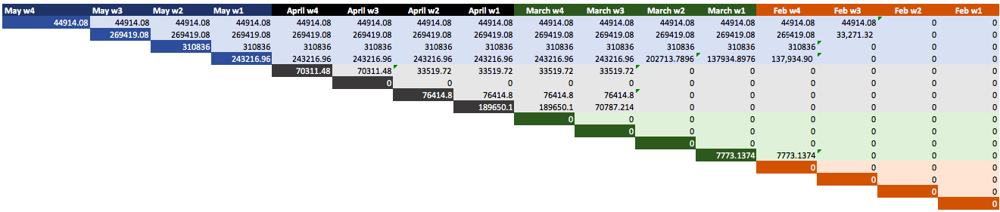 May w4 May w3 May w2 May w1 April w4 April w3 April w2 April w1 March w4 March w3 March w2 March w1 Feb w4 Feb w3 Feb w2 Feb w1
44914.08 44914.08 44914.08 44914.08 44914.08 44914.08 44914.08 44914.08 44914.08 44914.08 44914.08 44914.08 44914.08 44914.08 0 0
269419.08 269419.08 269419.08 269419.08 269419.08 269419.08 269419.08 269419.08 269419.08 269419.08 269419.08 269419.08 33,271.32 0 0
310836 310836 310836 310836 310836 310836 310836 310836 310836 310836 310836 0 0 0
243216.96 243216.96 243216.96 243216.96 243216.96 243216.96 243216.96 202713.7896 137934.8976 137,934.90 0 0 0
70311.48 70311.48 33519.72 33519.72 33519.72 33519.72 0 0 0 0 0 0
0 0 0 0 0 0 0 0 0 0 0
76414.8 76414.8 76414.8 76414.8 0 0 0 0 0 0
189650.1 189650.1 70787.214 0 0 0 0 0 0
0 0 0 0 0 0 0 0
0 0 0 0 0 0 0
0 0 0 0 0 0
7773.1374 7773.1374 0 0 0
0 0 0 0
0 0 0
0 0
0